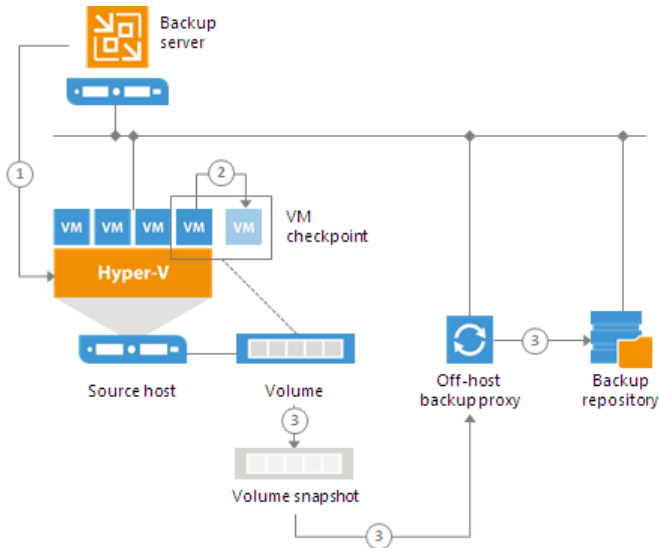 Backup
server
1
2
VM
VM
VM
VM
VM
VM
checkpoint
Hyper-V
3
Source host
Volume
Off-host
backup proxy
Backup
repository
3
Volume snapshot
3